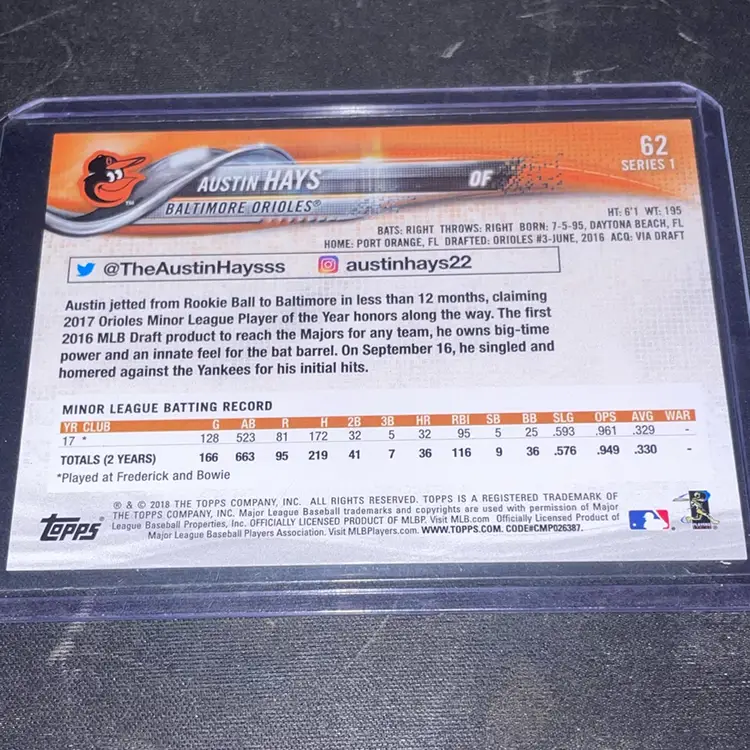 62
SERIES 1
AUSTIN HAYS OF
BALTIMORE ORIOLES®
HT: 6'1 WT: 195
BATS: RIGHT THROWS: RIGHT BORN: 7-5-95, DAYTONA BEACH, FL
HOME: PORT ORANGE, FL DRAFTED: ORIOLES #3-JUNE, 2016 ACQ: VIA DRAFT
@TheAustinHaysss austinhays22
Austin jetted from Rookie Ball to Baltimore in less than 12 months, claiming
2017 Orioles Minor League Player of the Year honors along the way. The first
2016 MLB Draft product to reach the Majors for any team, he owns big-time
power and an innate feel for the bat barrel. On September 16, he singled and
homered against the Yankees for his initial hits.
MINOR LEAGUE BATTING RECORD
YR CLUB G AB R H 2B 3B HR RBI SB BB SLG OPS AVG WAR
17 * 128 523 81 172 32 5 32 95 5 25 .593 .961 .329 -
TOTALS (2 YEARS) 166 663 95 219 41 7 36 116 9 36 .576 .949 .330 -
*Played at Frederick and Bowie
® & © 2018 THE TOPPS COMPANY, INC. ALL RIGHTS RESERVED. TOPPS IS A REGISTERED TRADEMARK OF
THE TOPPS COMPANY, INC. Major League Baseball trademarks and copyrights are used with permission of Major
League Baseball Properties, Inc. OFFICIALLY LICENSED PRODUCT OF MLBP. Visit MLB.com Officially Licensed Product of
Major League Baseball Players Association. Visit MLBPlayers.com. WWW.TOPPS.COM. CODE#CMP026387.
TOPPS®